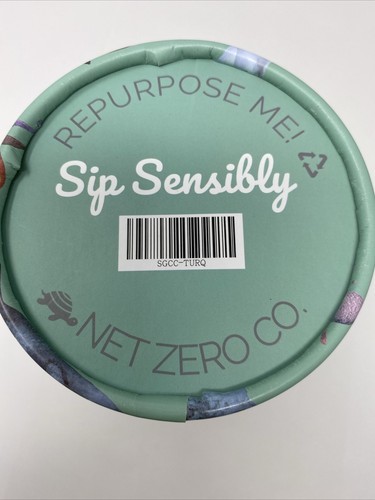 REPURPOSE ME!
Sip Sensibly
SGCC-TURQ
NET ZERO CO.